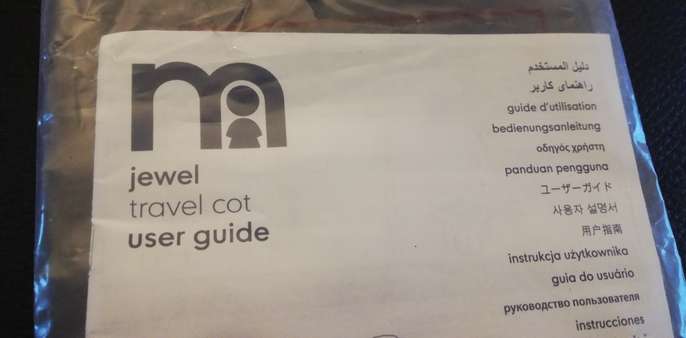 m
jewel
travel cot
user guide
دليل المستخدم
راهنمای کاربر
guide d'utilisation
bedienungsanleitung
οδηγός χρήστη
panduan pengguna
ユーザーガイド
사용자 설명서
用户指南
instrukcja użytkownika
guia do usuário
руководство пользователя
instrucciones